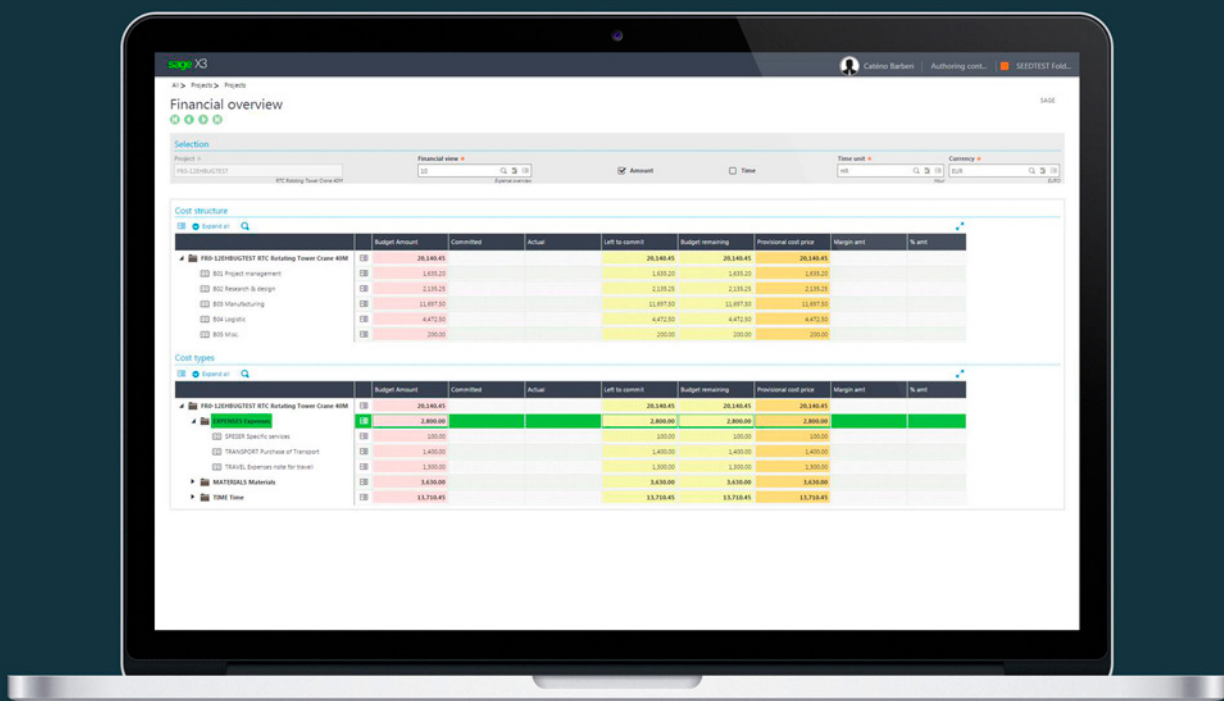 sage X3
Caténo Barberi | Authoring cont... | SEEDTEST Fold...
All > Projects > Projects
Financial overview
SAGE
Selection
Project
Financial view
Amount
Time
Time unit
Currency
FR0-12EHBUGTEST
10
HR
EUR
RTC Rotating Tower Crane 40M
Expense overview
Hour
EURO
Cost structure
Expand all
Budget Amount Committed Actual Left to commit Budget remaining Provisional cost price Margin amt % amt
FR0-12EHBUGTEST RTC Rotating Tower Crane 40M 20,140.45 20,140.45 20,140.45 20,140.45
B01 Project management 1,635.20 1,635.20 1,635.20 1,635.20
B02 Research & design 2,135.25 2,135.25 2,135.25 2,135.25
B03 Manufacturing 11,697.50 11,697.50 11,697.50 11,697.50
B04 Logistic 4,472.50 4,472.50 4,472.50 4,472.50
B05 Misc. 200.00 200.00 200.00 200.00
Cost types
Expand all
Budget Amount Committed Actual Left to commit Budget remaining Provisional cost price Margin amt % amt
FR0-12EHBUGTEST RTC Rotating Tower Crane 40M 20,140.45 20,140.45 20,140.45 20,140.45
EXPENSES Expenses 2,800.00 2,800.00 2,800.00 2,800.00
SPESER Specific services 100.00 100.00 100.00 100.00
TRANSPORT Purchase of Transport 1,400.00 1,400.00 1,400.00 1,400.00
TRAVEL Expenses note for travell 1,300.00 1,300.00 1,300.00 1,300.00
MATERIALS Materials 3,630.00 3,630.00 3,630.00 3,630.00
TIME Time 13,710.45 13,710.45 13,710.45 13,710.45